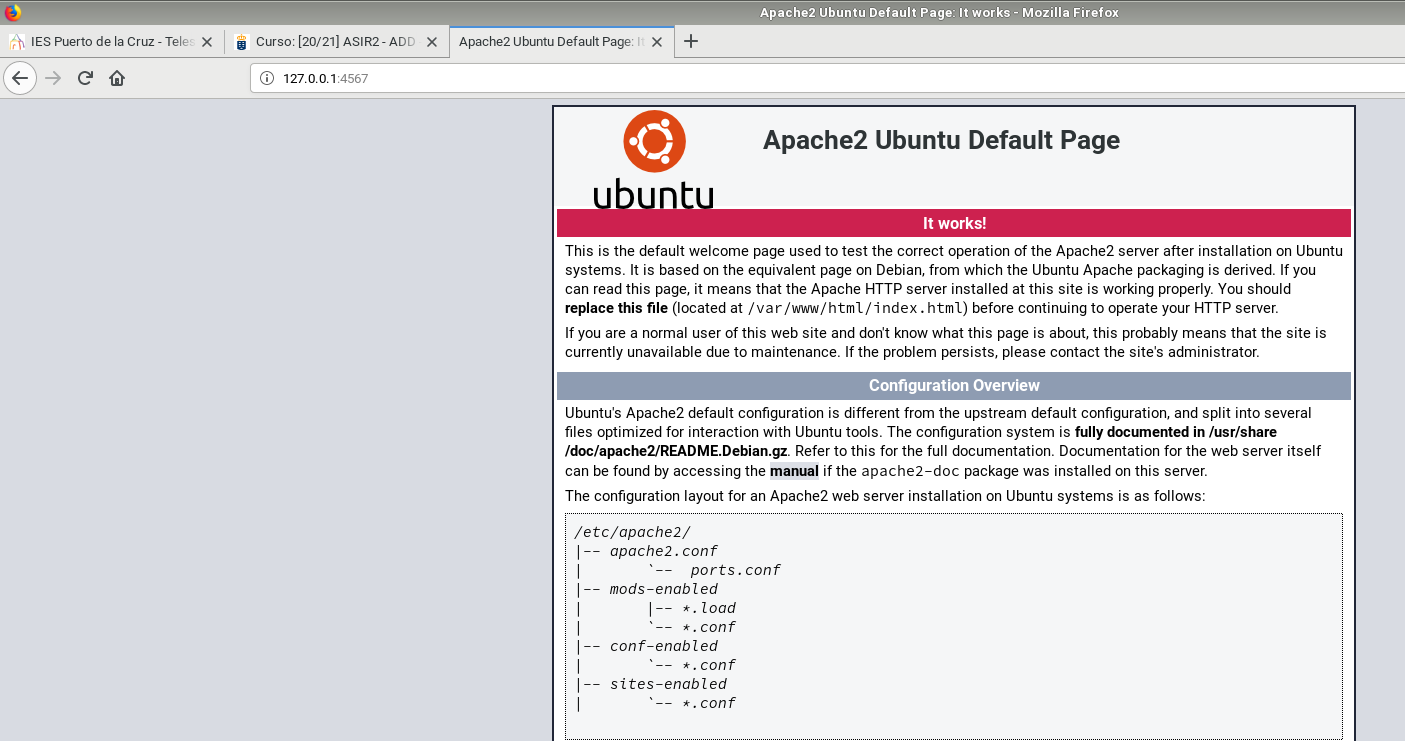 Apache2 Ubuntu Default Page: It works - Mozilla Firefox
IES Puerto de la Cruz - Teles
Curso: [20/21] ASIR2 - ADD
Apache2 Ubuntu Default Page: It
127.0.0.1:4567
ubuntu
Apache2 Ubuntu Default Page
It works!
This is the default welcome page used to test the correct operation of the Apache2 server after installation on Ubuntu
systems. It is based on the equivalent page on Debian, from which the Ubuntu Apache packaging is derived. If you
can read this page, it means that the Apache HTTP server installed at this site is working properly. You should
replace this file (located at /var/www/html/index.html) before continuing to operate your HTTP server.
If you are a normal user of this web site and don't know what this page is about, this probably means that the site is
currently unavailable due to maintenance. If the problem persists, please contact the site's administrator.
Configuration Overview
Ubuntu's Apache2 default configuration is different from the upstream default configuration, and split into several
files optimized for interaction with Ubuntu tools. The configuration system is fully documented in /usr/share
/doc/apache2/README.Debian.gz. Refer to this for the full documentation. Documentation for the web server itself
can be found by accessing the manual if the apache2-doc package was installed on this server.
The configuration layout for an Apache2 web server installation on Ubuntu systems is as follows:
/etc/apache2/
|-- apache2.conf
|       `--  ports.conf
|-- mods-enabled
|       |-- *.load
|       `-- *.conf
|-- conf-enabled
|       `-- *.conf
|-- sites-enabled
|       `-- *.conf